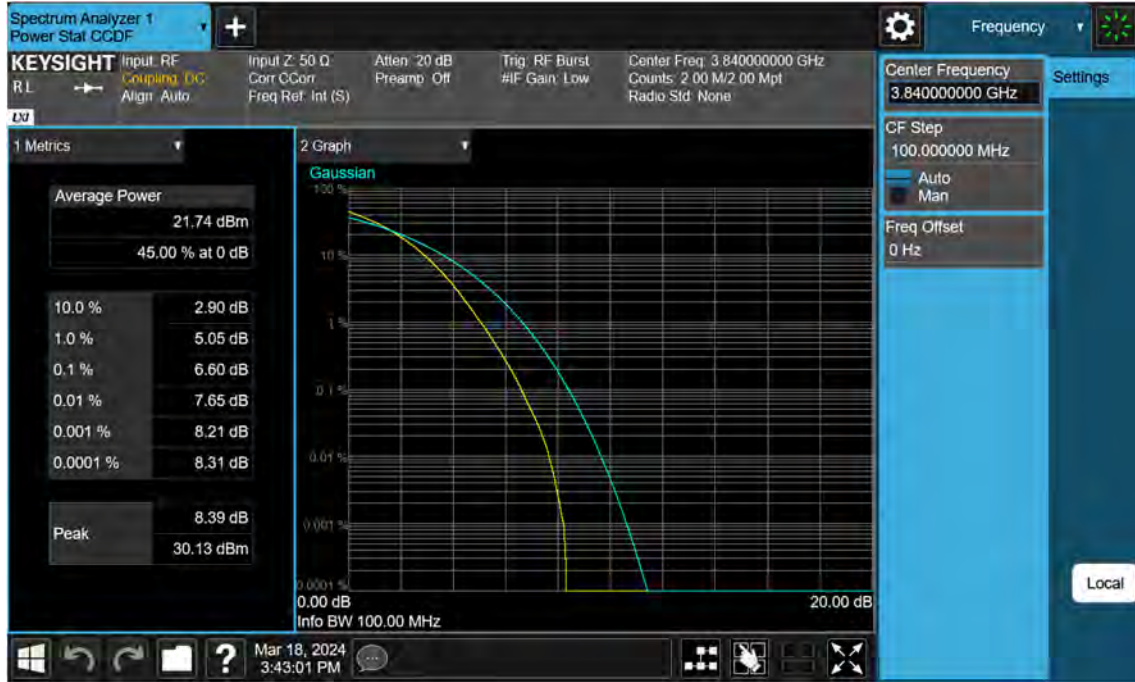 Spectrum Analyzer 1
Power Stat CCDF
+
Frequency
KEYSIGHT
RL
LXI
Input: RF
Coupling: DC
Align: Auto
Input Z: 50 Ω
Corr CCorr
Freq Ref: Int (S)
Atten: 20 dB
Preamp: Off
Trig: RF Burst
#IF Gain: Low
Center Freq: 3.840000000 GHz
Counts: 2.00 M/2.00 Mpt
Radio Std: None
Center Frequency
3.840000000 GHz
Settings
CF Step
100.000000 MHz
Auto
Man
Freq Offset
0 Hz
1 Metrics
Average Power
21.74 dBm
45.00 % at 0 dB
10.0 % 2.90 dB
1.0 % 5.05 dB
0.1 % 6.60 dB
0.01 % 7.65 dB
0.001 % 8.21 dB
0.0001 % 8.31 dB
Peak
8.39 dB
30.13 dBm
2 Graph
Gaussian
100 %
10 %
1 %
0.1 %
0.01 %
0.001 %
0.0001 %
0.00 dB 20.00 dB
Info BW 100.00 MHz
Local
?
Mar 18, 2024
3:43:01 PM